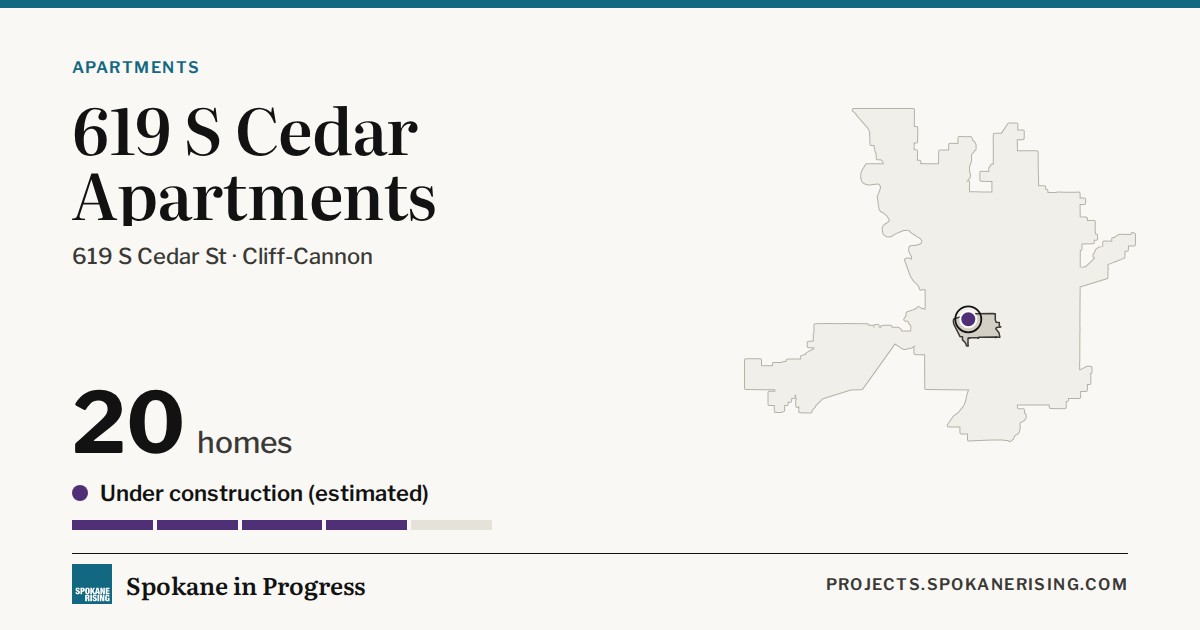 APARTMENTS
619 S Cedar
Apartments
619 S Cedar St · Cliff-Cannon
20 homes
Under construction (estimated)
SPOKANE
RISING
Spokane in Progress
PROJECTS.SPOKANERISING.COM